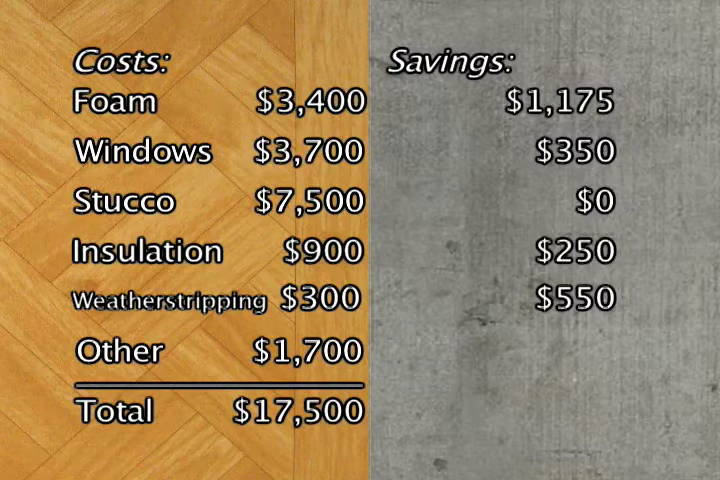 Costs: Savings:
Foam $3,400 $1,175
Windows $3,700 $350
Stucco $7,500 $0
Insulation $900 $250
Weatherstripping $300 $550
Other $1,700
Total $17,500